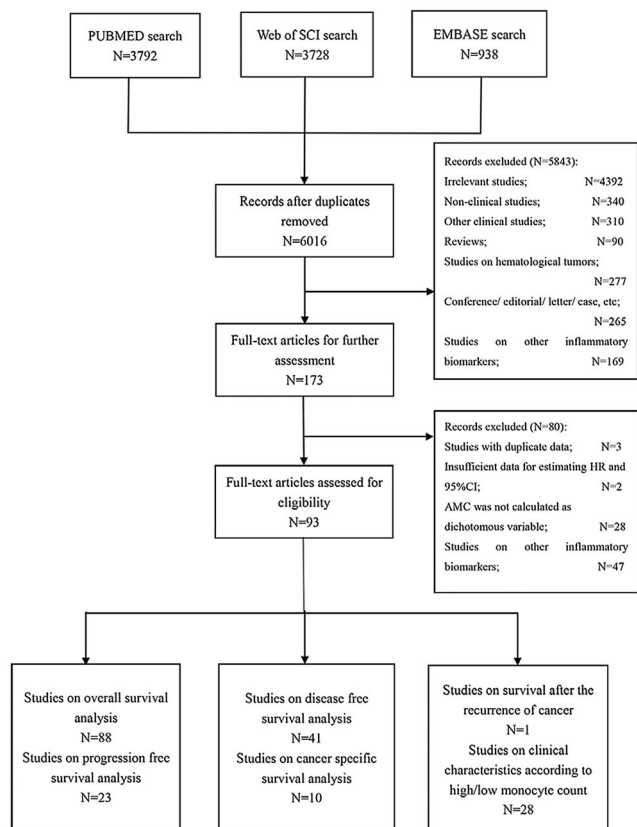 PUBMED search
N=3792
Web of SCI search
N=3728
EMBASE search
N=938
Records after duplicates
removed
N=6016
Records excluded (N=5843)
Irrelevant studies; N=4392
Non-clinical studies; N=340
Other clinical studies; N=310
Reviews; N=90
Studies on hematological tumors;
N=277
Conference/ editorial/ letter/ case, etc;
N=265
Studies on other inflammatory
biomarkers; N=169
Full-text articles for further
assessment
N=173
Records excluded (N=80):
Studies with duplicate data; N=3
Insufficient data for estimating HR and
95%CI; N=2
AMC was not calculated as
dichotomous variable; N=28
Studies on other inflammatory
biomarkers; N=47
Full-text articles assessed for
eligibility
N=93
Studies on overall survival
analysis
N=88
Studies on progression free
survival analysis
N=23
Studies on disease free
survival analysis
N=41
Studies on cancer specific
survival analysis
N=10
Studies on survival after the
recurrence of cancer
N=1
Studies on clinical
characteristics according to
high/low monocyte count
N=28